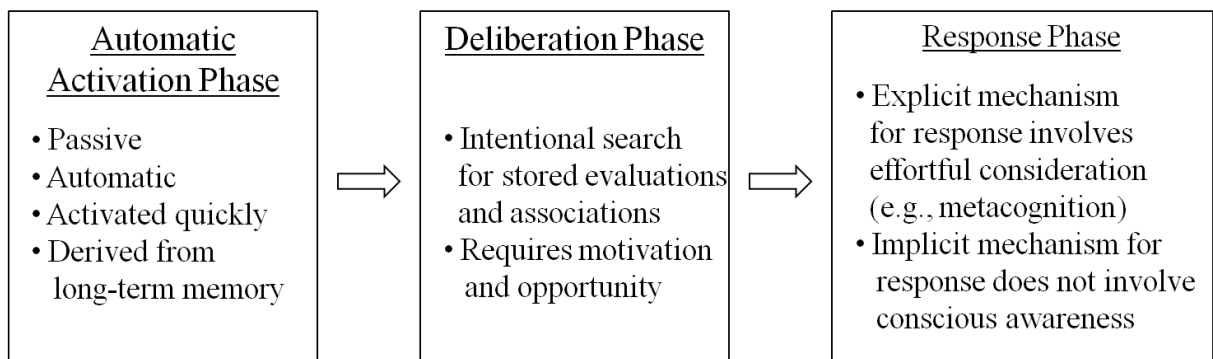 Automatic
Activation Phase
• Passive
• Automatic
• Activated quickly
• Derived from
long-term memory
Deliberation Phase
• Intentional search
for stored evaluations
and associations
• Requires motivation
and opportunity
Response Phase
• Explicit mechanism
for response involves
effortful consideration
(e.g., metacognition)
• Implicit mechanism for
response does not involve
conscious awareness